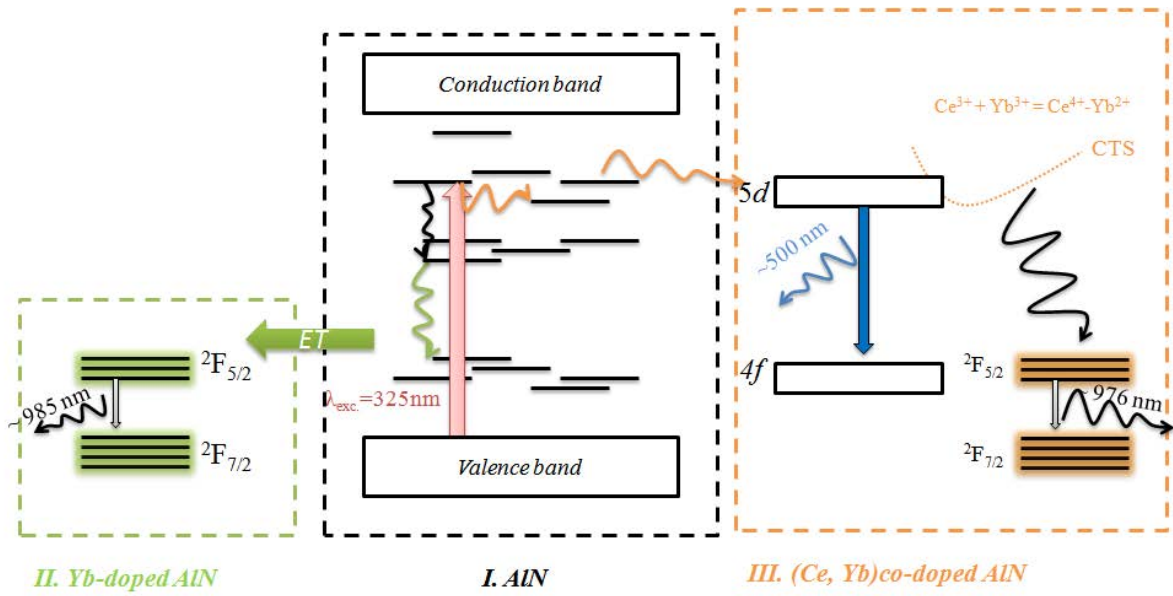 Conduction band
Ce³⁺ + Yb³⁺ = Ce⁴⁺-Yb²⁺
CTS
5d
~500 nm
ET
²F₅/₂
²F₅/₂
4f
~985 nm
λexc.=325nm
~976 nm
²F₇/₂
²F₇/₂
Valence band
II. Yb-doped AlN
I. AlN
III. (Ce, Yb)co-doped AlN